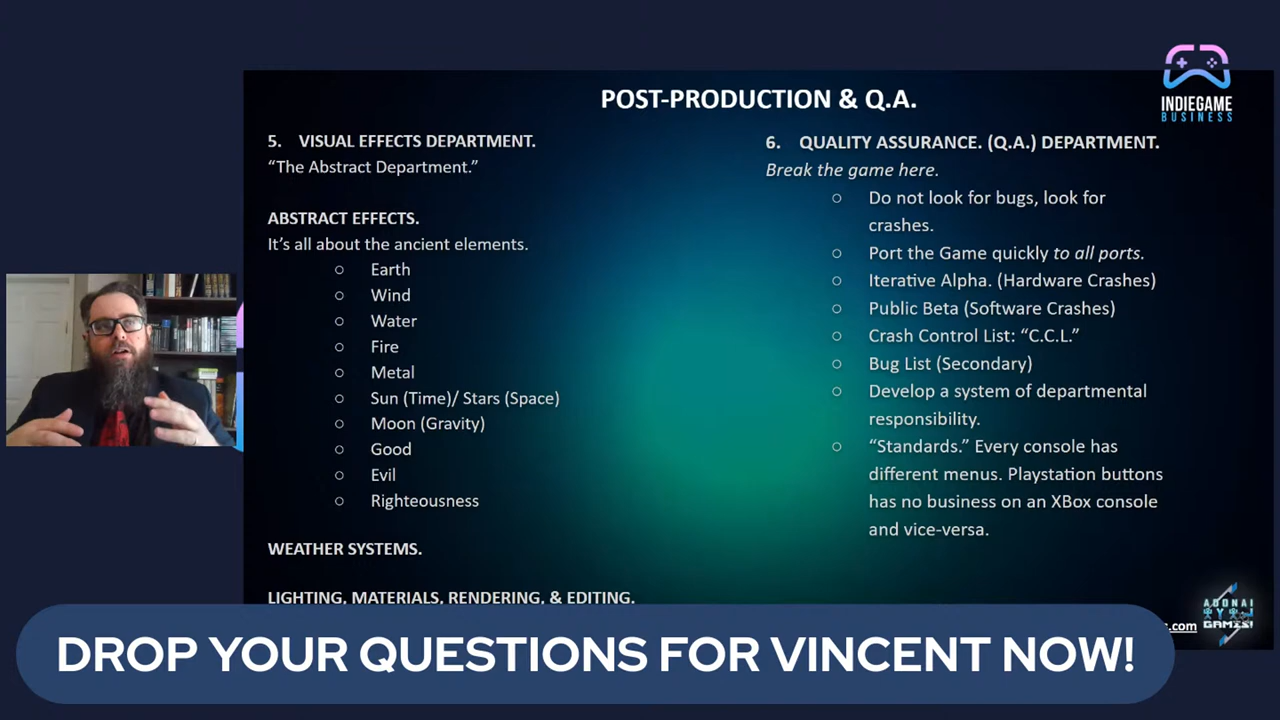 POST-PRODUCTION & Q.A.
INDIEGAME
BUSINESS
5. VISUAL EFFECTS DEPARTMENT.
“The Abstract Department.”
ABSTRACT EFFECTS.
It’s all about the ancient elements.
○ Earth
○ Wind
○ Water
○ Fire
○ Metal
○ Sun (Time)/ Stars (Space)
○ Moon (Gravity)
○ Good
○ Evil
○ Righteousness
WEATHER SYSTEMS.
LIGHTING, MATERIALS, RENDERING, & EDITING.
6. QUALITY ASSURANCE. (Q.A.) DEPARTMENT.
Break the game here.
○ Do not look for bugs, look for
crashes.
○ Port the Game quickly to all ports.
○ Iterative Alpha. (Hardware Crashes)
○ Public Beta (Software Crashes)
○ Crash Control List: “C.C.L.”
○ Bug List (Secondary)
○ Develop a system of departmental
responsibility.
○ “Standards.” Every console has
different menus. Playstation buttons
has no business on an XBox console
and vice-versa.
.com
ADONAI
GAMES!
DROP YOUR QUESTIONS FOR VINCENT NOW!